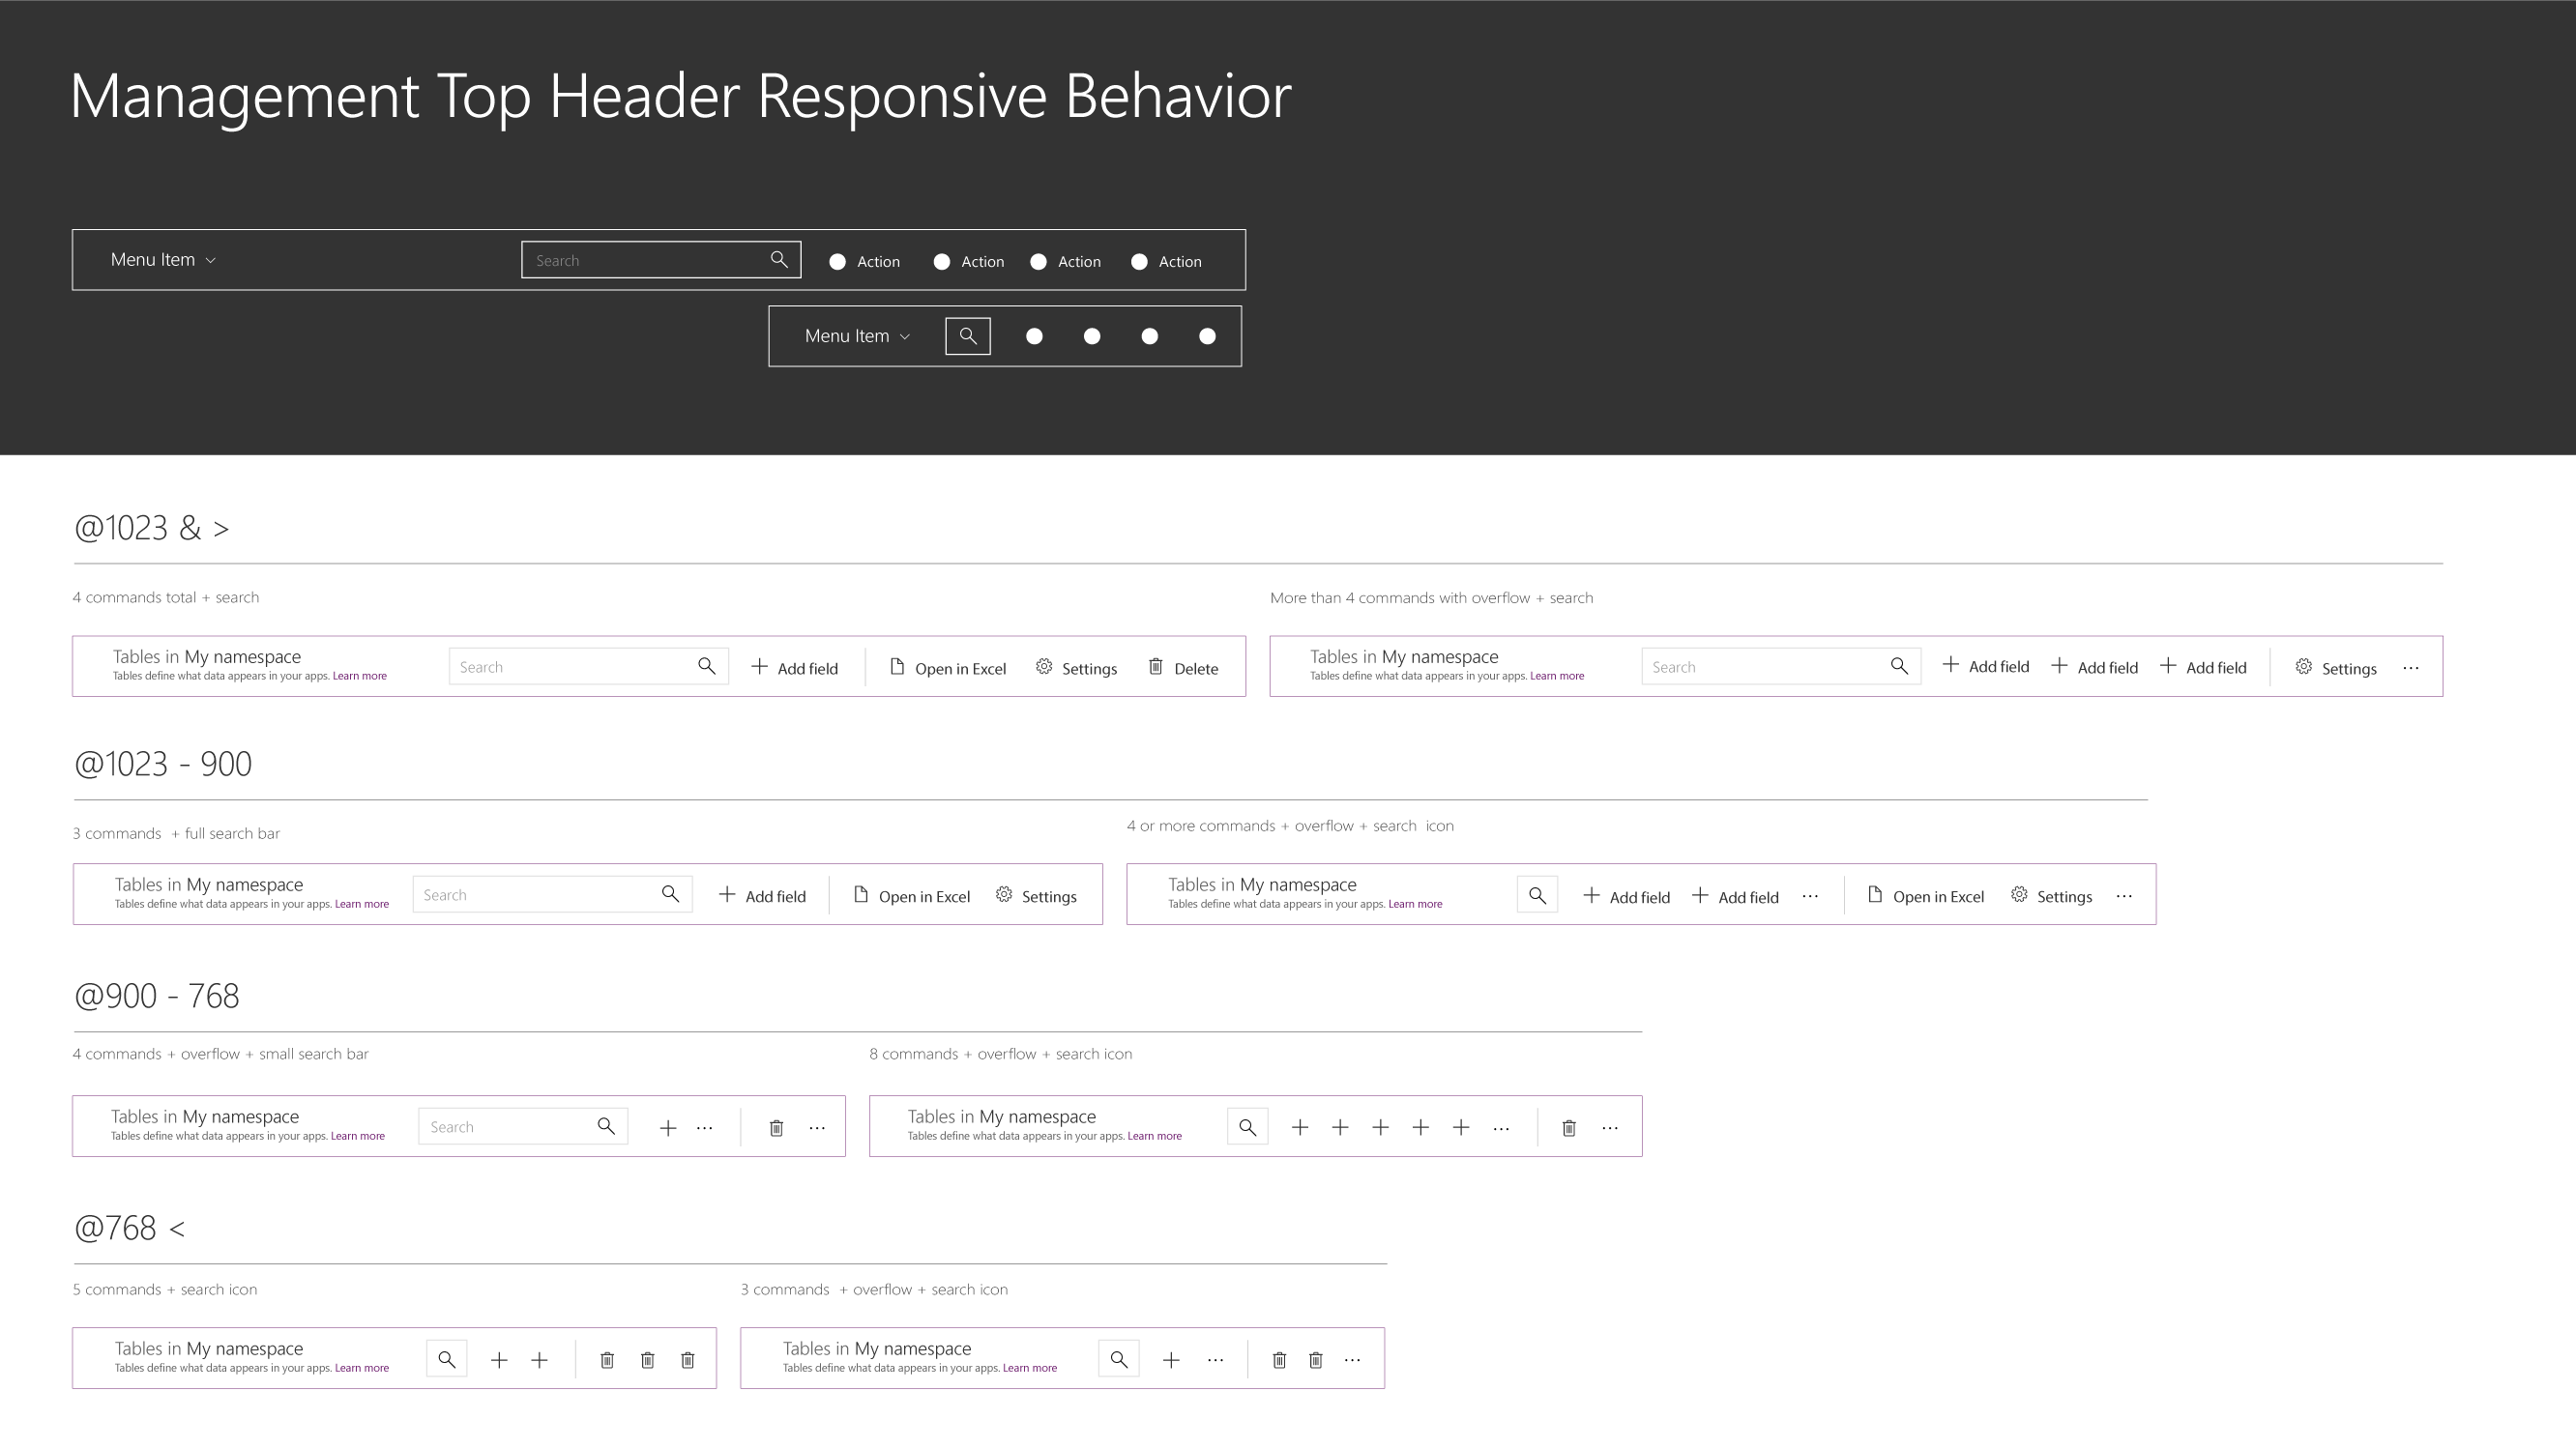 Management Top Header Responsive Behavior
Menu Item Search Action Action Action Action
Menu Item
@1023 & >
4 commands total + search
More than 4 commands with overflow + search
Tables in My namespace
Tables define what data appears in your apps. Learn more
Search Add field Open in Excel Settings Delete
Tables in My namespace
Tables define what data appears in your apps. Learn more
Search Add field Add field Add field Settings ...
@1023 - 900
3 commands + full search bar
4 or more commands + overflow + search icon
Tables in My namespace
Tables define what data appears in your apps. Learn more
Search Add field Open in Excel Settings
Tables in My namespace
Tables define what data appears in your apps. Learn more
Add field Add field ... Open in Excel Settings ...
@900 - 768
4 commands + overflow + small search bar
8 commands + overflow + search icon
Tables in My namespace
Tables define what data appears in your apps. Learn more
Search ... ...
Tables in My namespace
Tables define what data appears in your apps. Learn more
... ...
@768 <
5 commands + search icon
3 commands + overflow + search icon
Tables in My namespace
Tables define what data appears in your apps. Learn more
Tables in My namespace
Tables define what data appears in your apps. Learn more
... ...